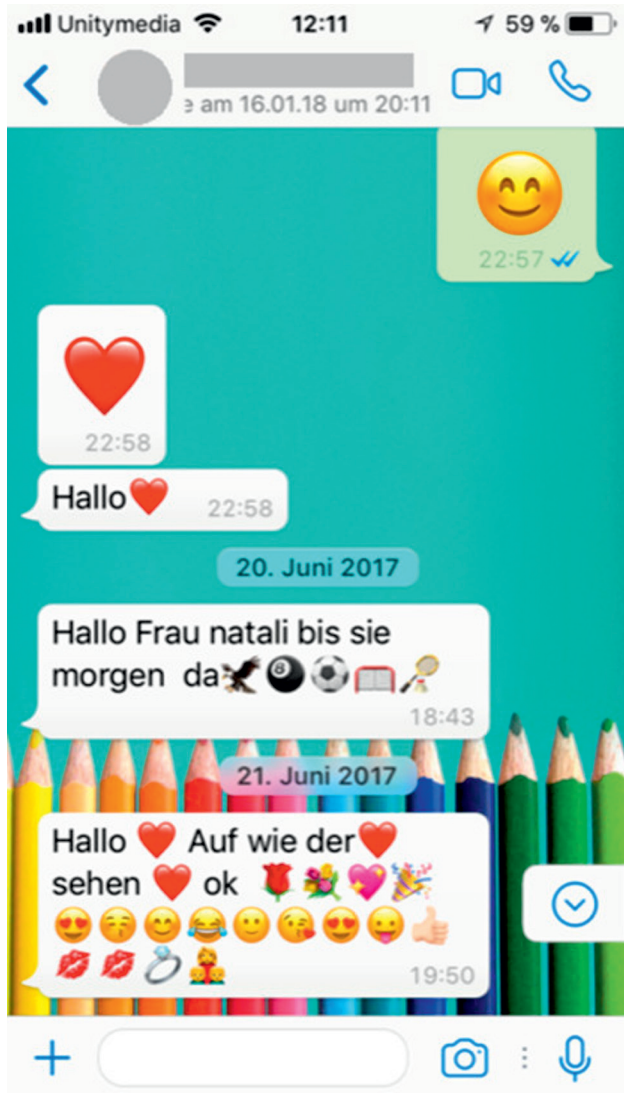 Unitymedia 12:11 59 %
e am 16.01.18 um 20:11
😊
22:57
❤️
22:58
Hallo❤️ 22:58
20. Juni 2017
Hallo Frau natali bis sie
morgen da🦅🎱⚽🥅🏸
18:43
21. Juni 2017
Hallo ❤️ Auf wie der❤️
sehen ❤️ ok 🌹💐💖🎉
😍😚😊😂🙂😘😍😛👍🏻
💋💋💍👩‍👦‍👦 19:50